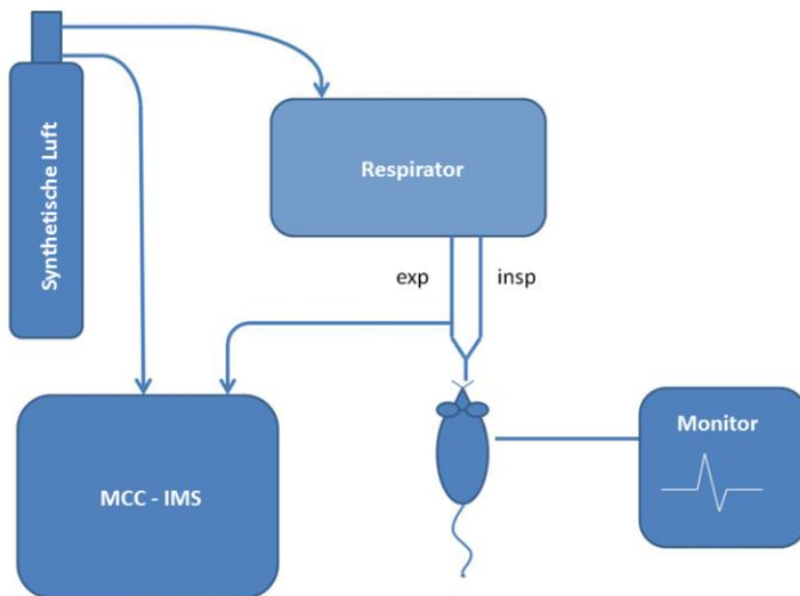 Synthetische Luft
Respirator
exp
insp
Monitor
MCC - IMS